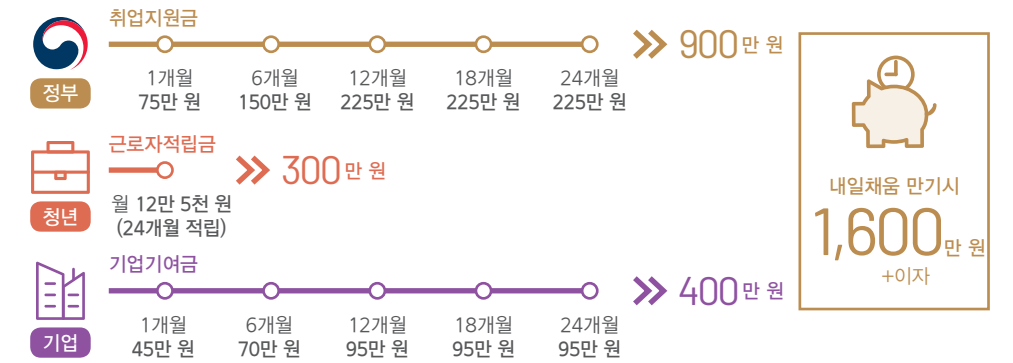 취업지원금
정부
1개월 6개월 12개월 18개월 24개월
75만 원 150만 원 225만 원 225만 원 225만 원
900만 원
근로자적립금
청년
월 12만 5천 원
(24개월 적립)
300만 원
기업기여금
기업
1개월 6개월 12개월 18개월 24개월
45만 원 70만 원 95만 원 95만 원 95만 원
400만 원
내일채움 만기시
1,600만 원
+이자